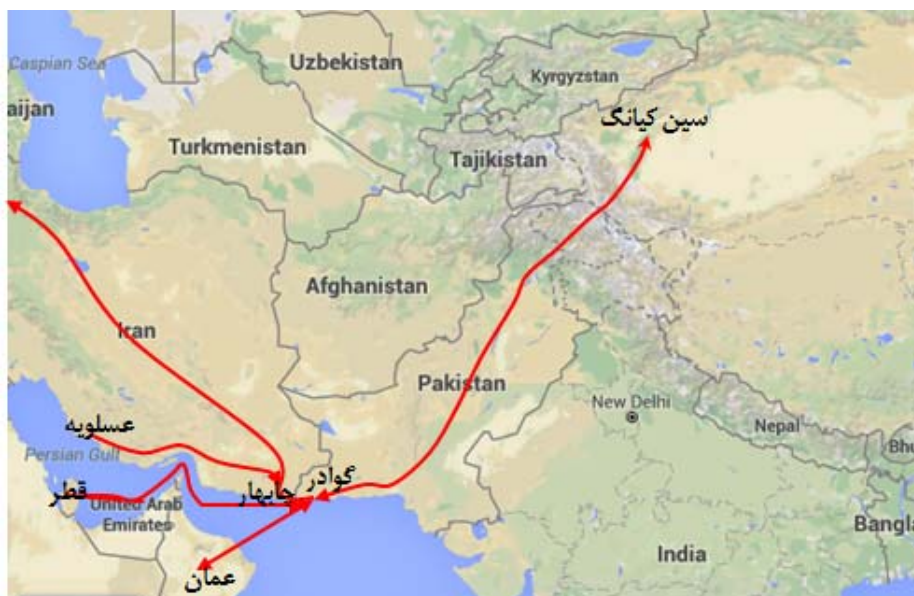 Caspian Sea
Uzbekistan
Kyrgyzstan
aijan
سین کیانگ
Turkmenistan
Tajikistan
Afghanistan
Iran
Pakistan
New Delhi
Nepal
Bhu
عسلویه
Persian Gulf
گوادر
چابهار
قطر
United Arab
Emirates
Bangla
India
عمان